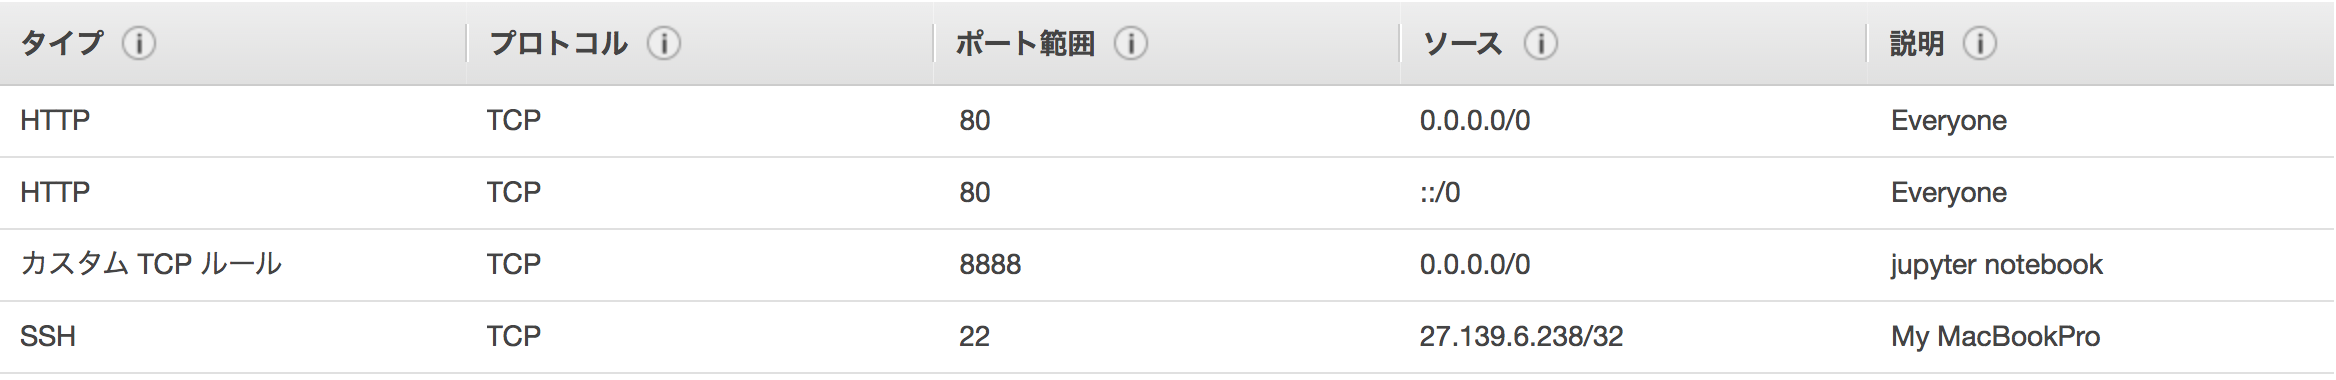 タイプ プロトコル ポート範囲 ソース 説明
HTTP TCP 80 0.0.0.0/0 Everyone
HTTP TCP 80 ::/0 Everyone
カスタム TCP ルール TCP 8888 0.0.0.0/0 jupyter notebook
SSH TCP 22 27.139.6.238/32 My MacBookPro